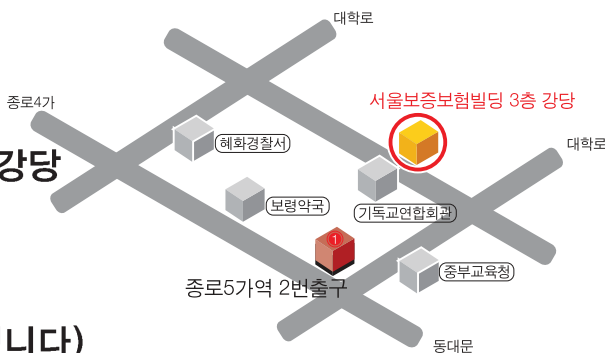 대학로
종로4가
서울보증보험빌딩 3층 강당
혜화경찰서
대학로
강당
보령약국
기독교연합회관
1
중부교육청
종로5가역 2번출구
니다)
동대문